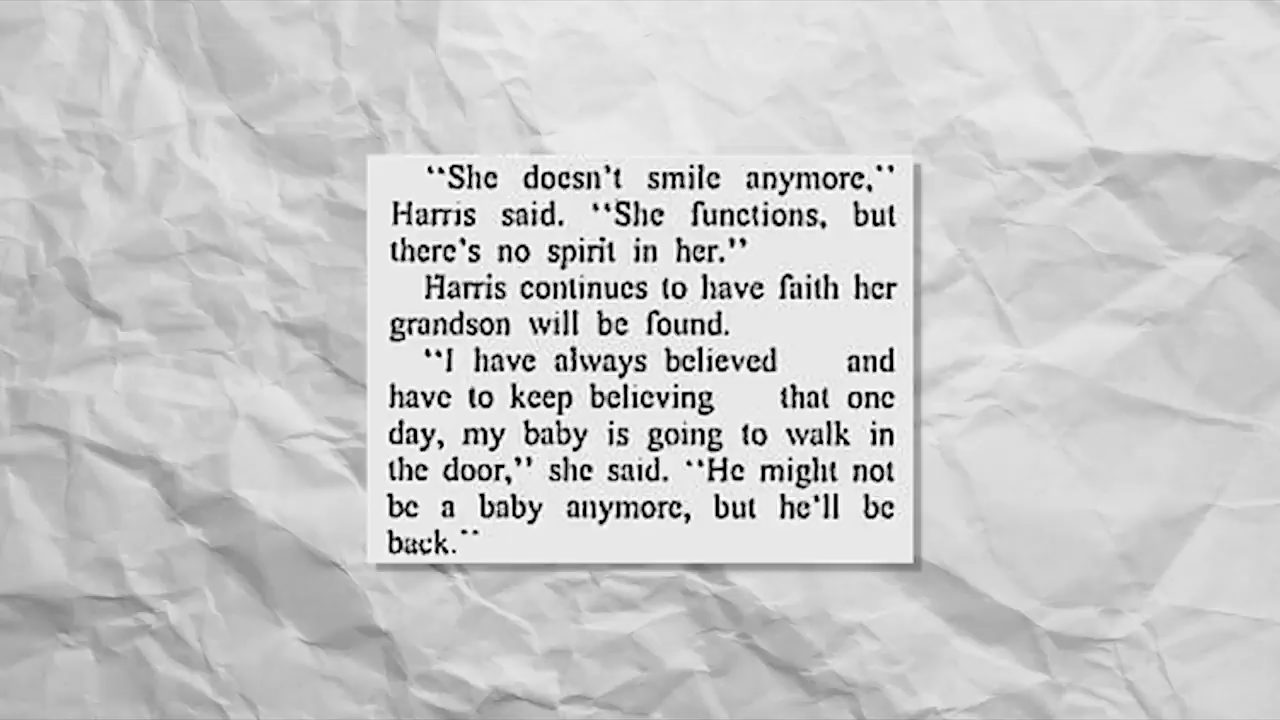 “She doesn’t smile anymore,”
Harris said. “She functions, but
there’s no spirit in her.”
Harris continues to have faith her
grandson will be found.
“I have always believed and
have to keep believing that one
day, my baby is going to walk in
the door,” she said. “He might not
be a baby anymore, but he’ll be
back.”